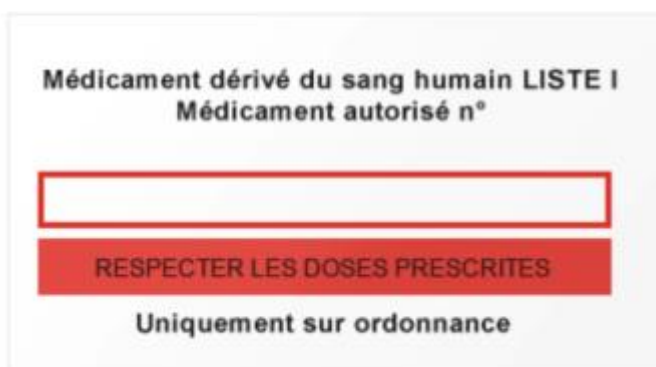 Médicament dérivé du sang humain LISTE I
Médicament autorisé n°
RESPECTER LES DOSES PRESCRITES
Uniquement sur ordonnance